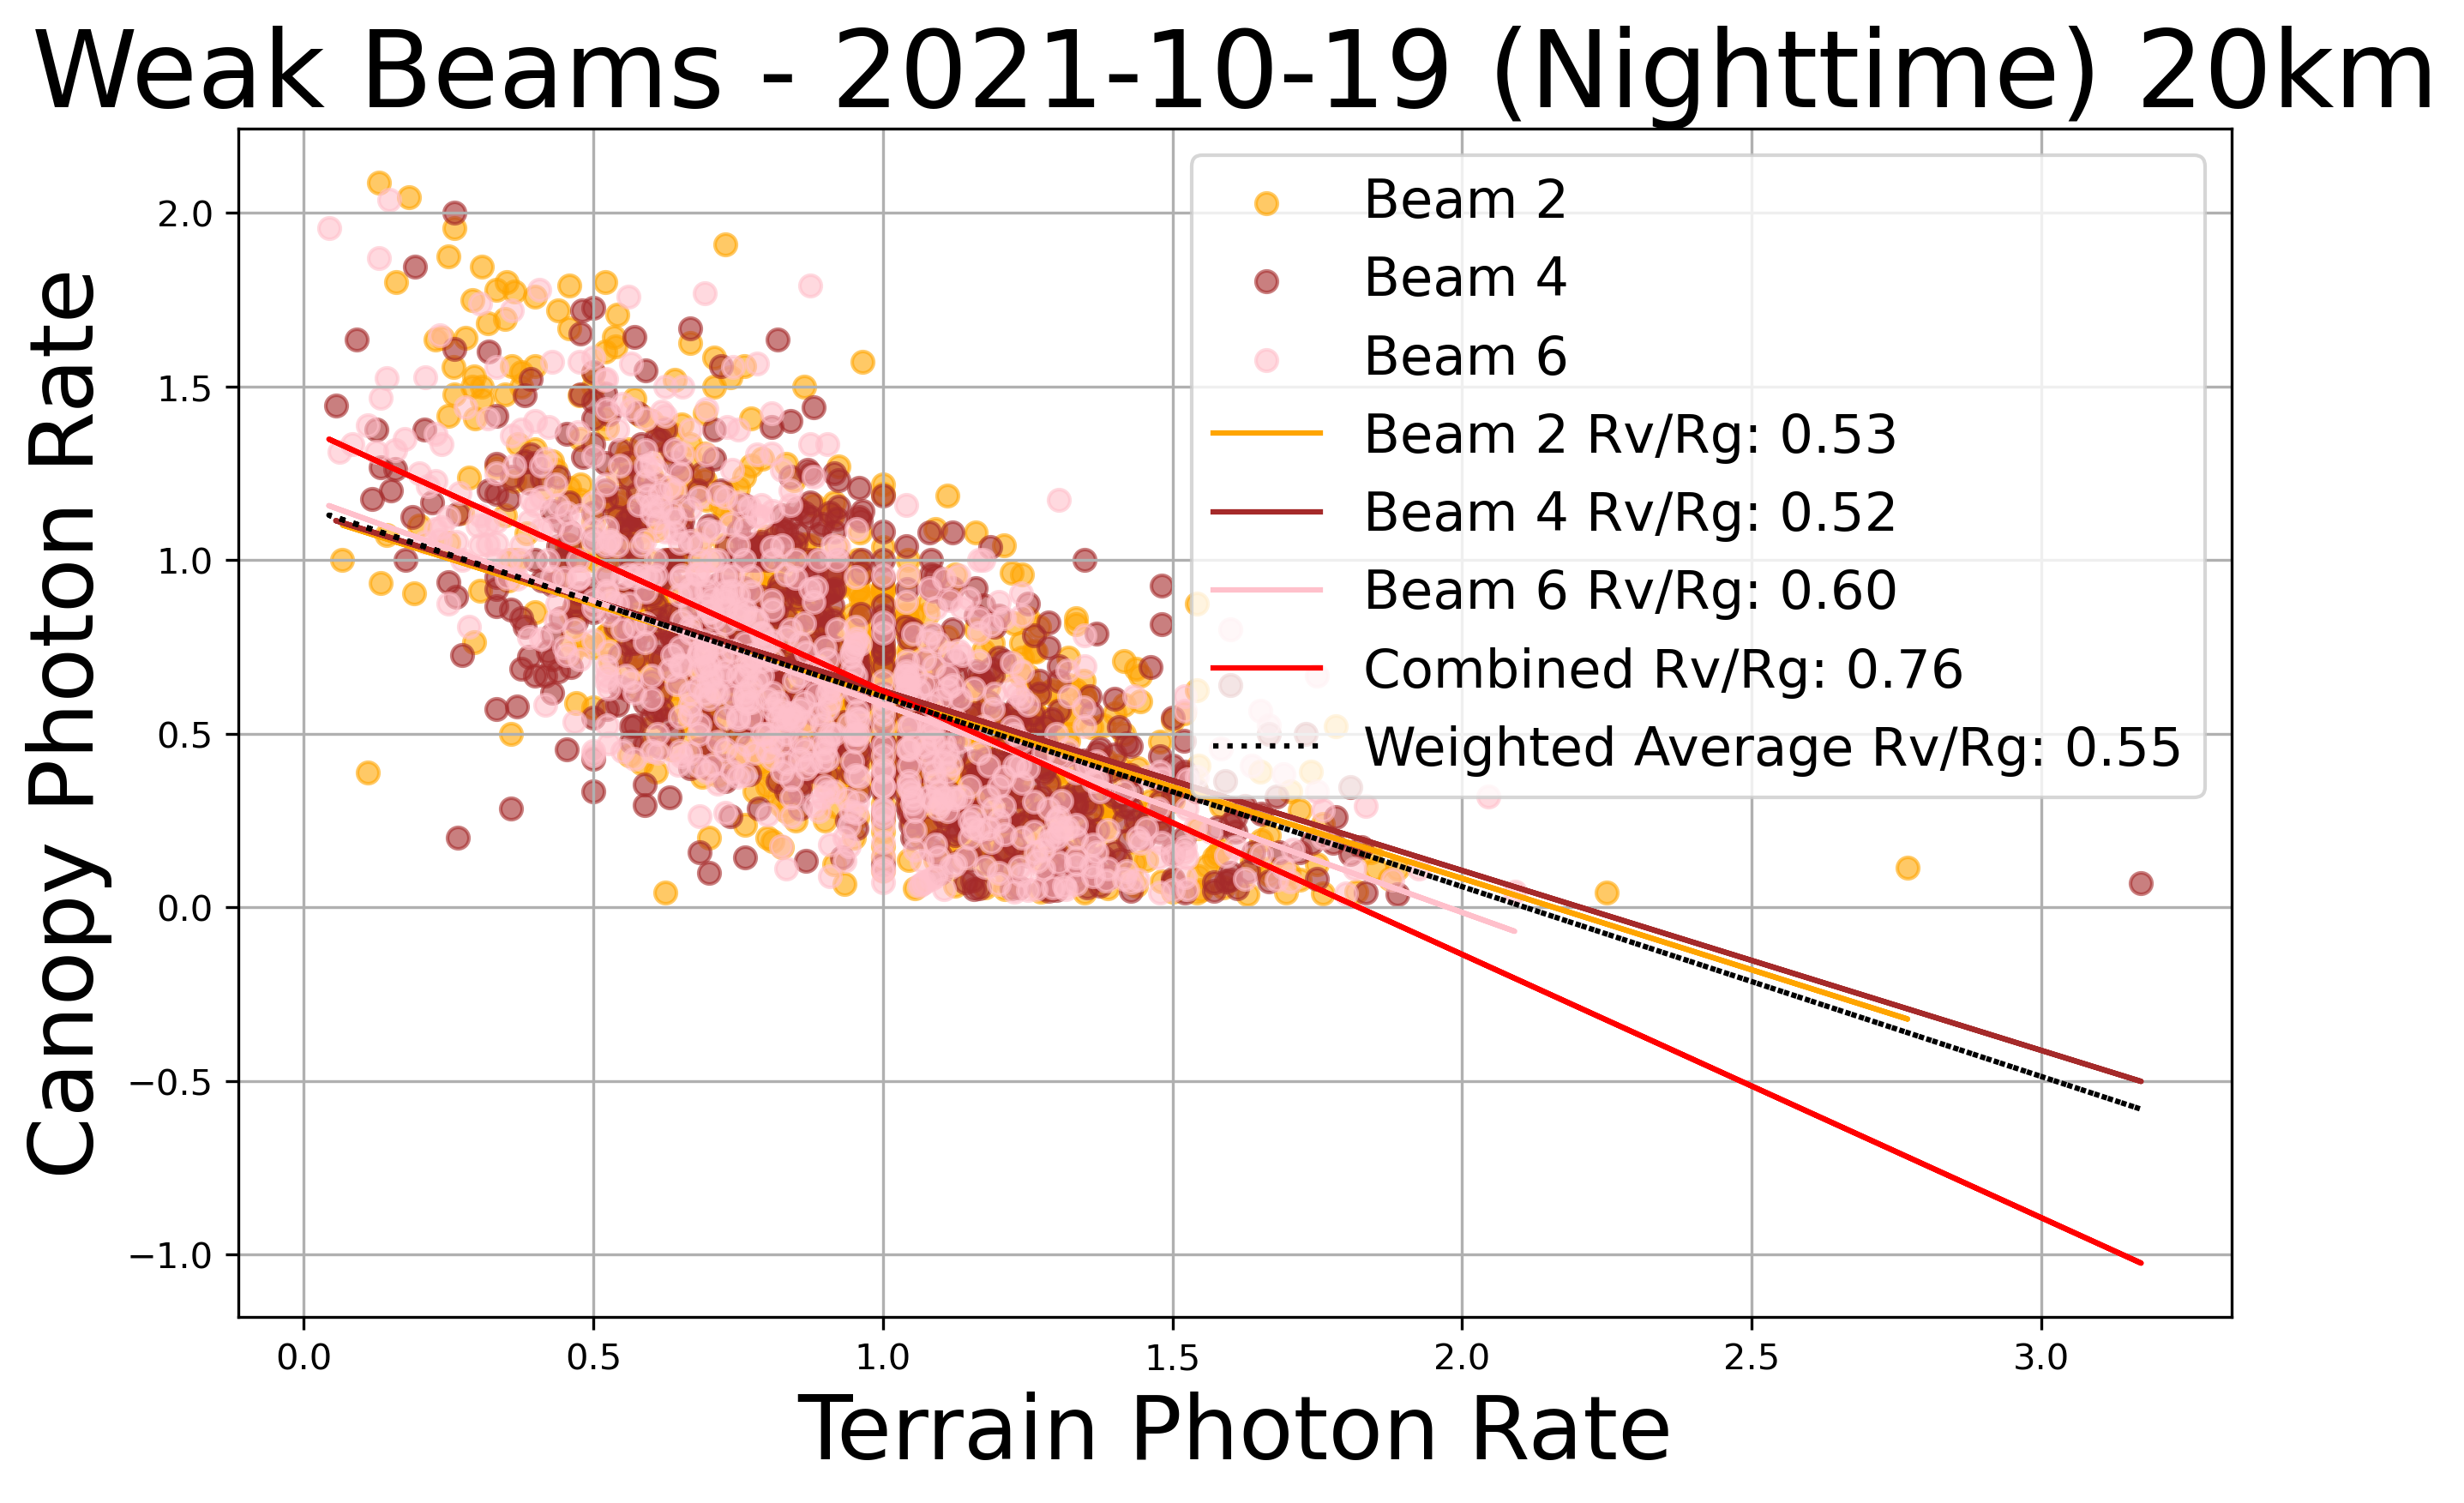 Weak Beams - 2021-10-19 (Nighttime) 20km
Canopy Photon Rate
2.0
1.5
1.0
0.5
0.0
−0.5
−1.0
Beam 2
Beam 4
Beam 6
Beam 2 Rv/Rg: 0.53
Beam 4 Rv/Rg: 0.52
Beam 6 Rv/Rg: 0.60
Combined Rv/Rg: 0.76
Weighted Average Rv/Rg: 0.55
0.0 0.5 1.0 1.5 2.0 2.5 3.0
Terrain Photon Rate